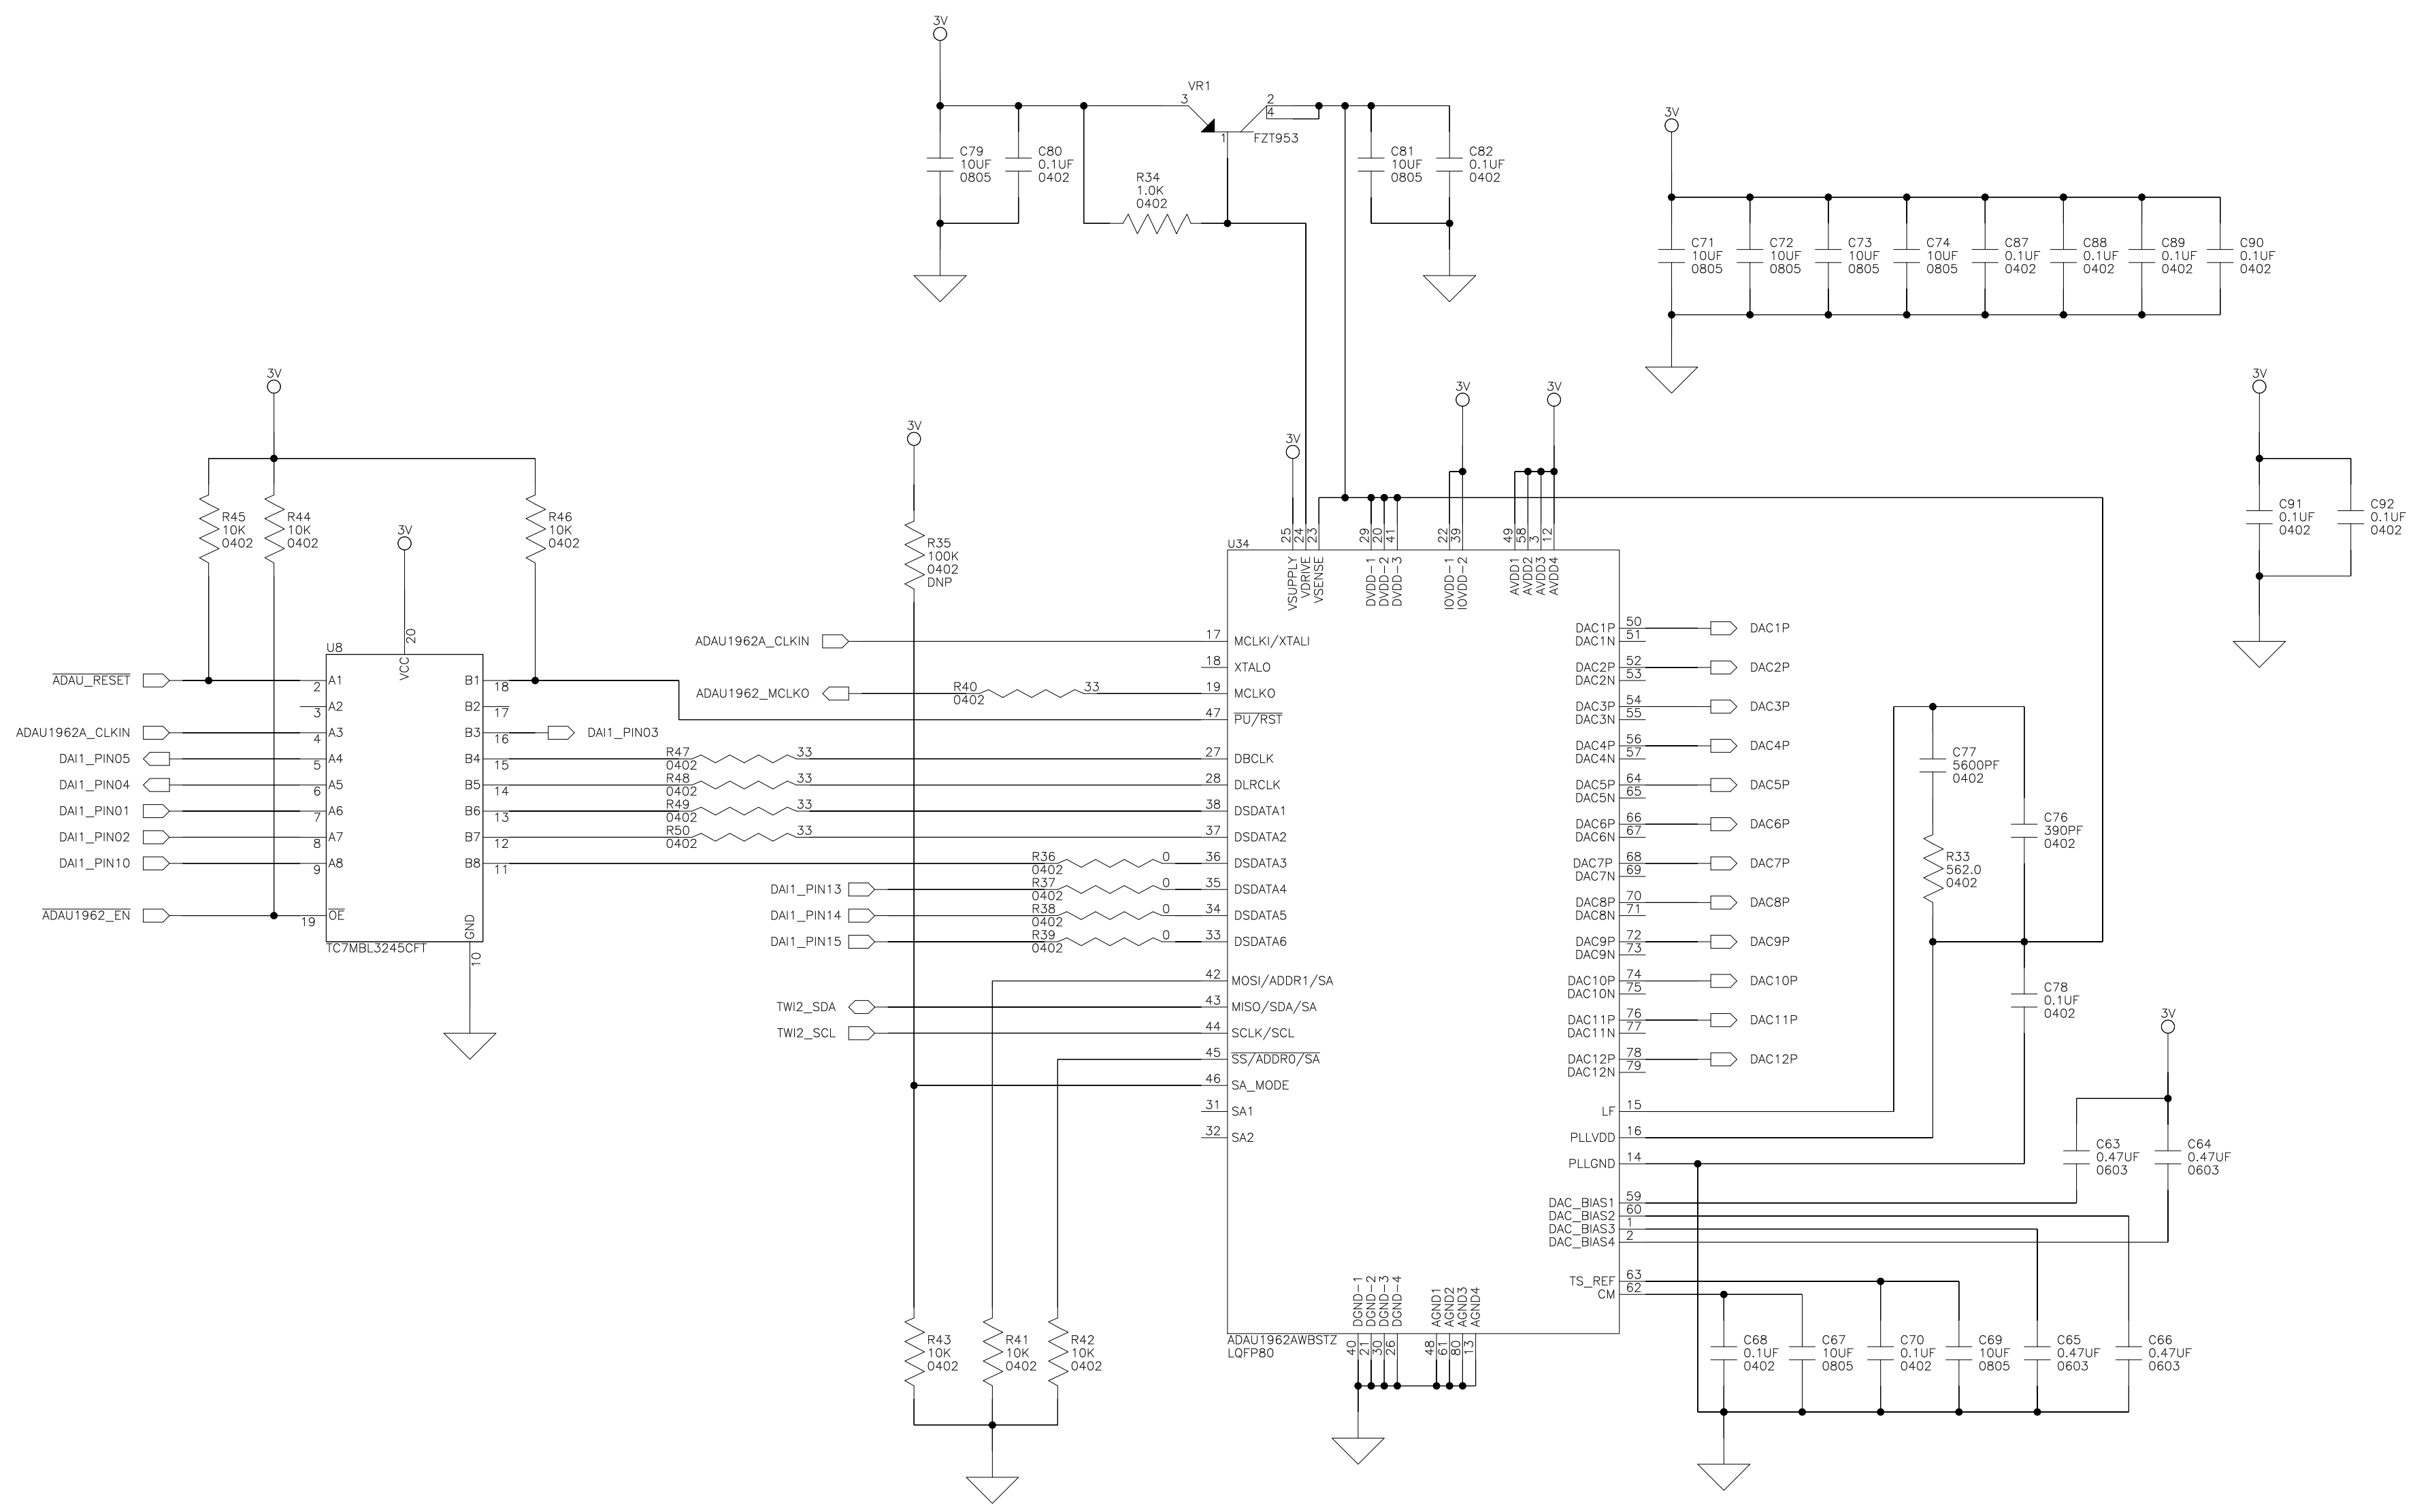 3V
VR1
3
2
4
1
FZT953
C79
10UF
0805
C80
0.1UF
0402
R34
1.0K
0402
C81
10UF
0805
C82
0.1UF
0402
3V
C71
10UF
0805
C72
10UF
0805
C73
10UF
0805
C74
10UF
0805
C87
0.1UF
0402
C88
0.1UF
0402
C89
0.1UF
0402
C90
0.1UF
0402
3V
C91
0.1UF
0402
C92
0.1UF
0402
3V
R45
10K
0402
R44
10K
0402
R46
10K
0402
3V
U8
20
VCC
ADAU_RESET
2
A1
B1
18
3
A2
B2
17
ADAU1962A_CLKIN
4
A3
B3
16
DAI1_PIN03
DAI1_PIN05
5
A4
B4
15
DAI1_PIN04
6
A5
B5
14
DAI1_PIN01
7
A6
B6
13
DAI1_PIN02
8
A7
B7
12
DAI1_PIN10
9
A8
B8
11
ADAU1962_EN
19
OE
GND
10
TC7MBL3245CFT
3V
R35
100K
0402
DNP
ADAU1962A_CLKIN
ADAU1962_MCLKO
R40
33
0402
R47
33
0402
R48
33
0402
R49
33
0402
R50
33
0402
R36
0
0402
DAI1_PIN13
R37
0
0402
DAI1_PIN14
R38
0
0402
DAI1_PIN15
R39
0
0402
TWI2_SDA
TWI2_SCL
R43
10K
0402
R41
10K
0402
R42
10K
0402
3V
3V
3V
U34
25
24
23
29
20
41
22
39
49
58
3
12
VSUPPLY
VDRIVE
VSENSE
DVDD-1
DVDD-2
DVDD-3
IOVDD-1
IOVDD-2
AVDD1
AVDD2
AVDD3
AVDD4
17
MCLKI/XTALI
18
XTALO
19
MCLKO
47
PU/RST
27
DBCLK
28
DLRCLK
38
DSDATA1
37
DSDATA2
36
DSDATA3
35
DSDATA4
34
DSDATA5
33
DSDATA6
42
MOSI/ADDR1/SA
43
MISO/SDA/SA
44
SCLK/SCL
45
SS/ADDR0/SA
46
SA_MODE
31
SA1
32
SA2
DAC1P
50
DAC1P
DAC1N
51
DAC2P
52
DAC2P
DAC2N
53
DAC3P
54
DAC3P
DAC3N
55
DAC4P
56
DAC4P
DAC4N
57
DAC5P
64
DAC5P
DAC5N
65
DAC6P
66
DAC6P
DAC6N
67
DAC7P
68
DAC7P
DAC7N
69
DAC8P
70
DAC8P
DAC8N
71
DAC9P
72
DAC9P
DAC9N
73
DAC10P
74
DAC10P
DAC10N
75
DAC11P
76
DAC11P
DAC11N
77
DAC12P
78
DAC12P
DAC12N
79
LF
15
PLLVDD
16
PLLGND
14
DAC_BIAS1
59
DAC_BIAS2
60
DAC_BIAS3
1
DAC_BIAS4
2
TS_REF
63
CM
62
DGND-1
DGND-2
DGND-3
DGND-4
AGND1
AGND2
AGND3
AGND4
40
21
30
26
48
61
80
13
ADAU1962AWBSTZ
LQFP80
C77
5600PF
0402
C76
390PF
0402
R33
562.0
0402
C78
0.1UF
0402
3V
C63
0.47UF
0603
C64
0.47UF
0603
C68
0.1UF
0402
C67
10UF
0805
C70
0.1UF
0402
C69
10UF
0805
C65
0.47UF
0603
C66
0.47UF
0603